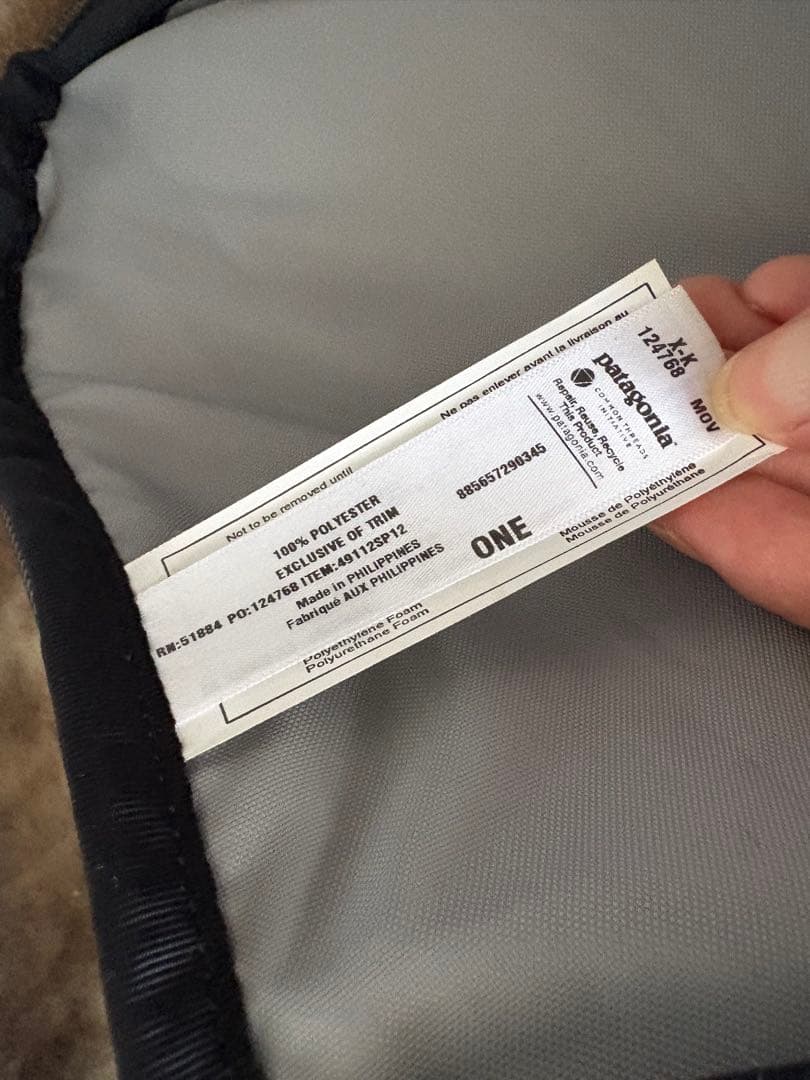 Not to be removed until
Ne pas enlever avant la livraison au
100% POLYESTER
EXCLUSIVE OF TRIM
RN:51884 PO:124768 ITEM:49112SP12
Made in PHILIPPINES
Fabriqué AUX PHILIPPINES
885657290345
ONE
X-K
124768
MOV
patagonia
COMMON THREADS
INITIATIVE
Repair, Reuse, Recycle
This Product
www.patagonia.com
Polyethylene Foam
Polyurethane Foam
Mousse de Polyéthylène
Mousse de Polyuréthane